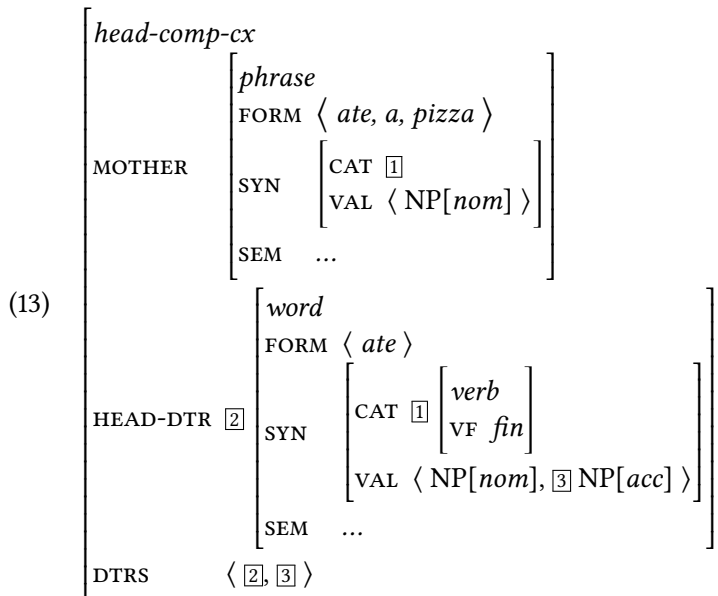 head-comp-cx
phrase
FORM ⟨ ate, a, pizza ⟩
MOTHER
SYN
CAT 1
VAL ⟨ NP[nom] ⟩
SEM ...
(13)
word
FORM ⟨ ate ⟩
HEAD-DTR 2
SYN
CAT 1
verb
VF fin
VAL ⟨ NP[nom], 3 NP[acc] ⟩
SEM ...
DTRS ⟨ 2, 3 ⟩